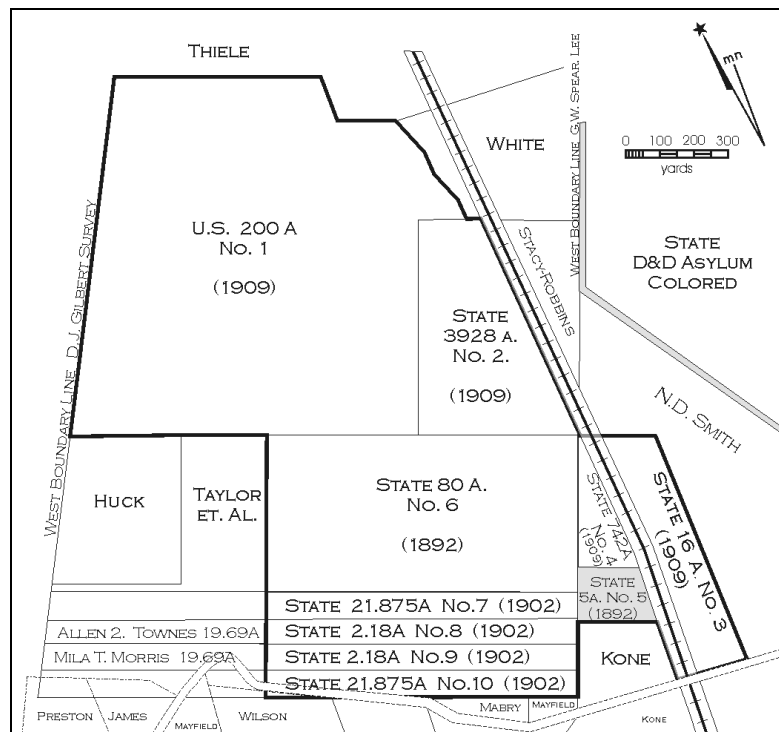 THIELE
WEST BOUNDARY LINE G.W. SPEAR LEE
mn
0 100 200 300
yards
WHITE
U.S. 200 A
No. 1
(1909)
WEST BOUNDARY LINE D.J. GILBERT SURVEY
STACY-ROBBINS
STATE
D&D ASYLUM
COLORED
STATE
3928 A.
No. 2.
(1909)
N.D. SMITH
HUCK
TAYLOR
ET. AL.
STATE 80 A.
No. 6
(1892)
STATE 742A
No. 4
(1909)
STATE 16 A. No. 3
(1909)
STATE
5A. No. 5
(1892)
STATE 21.875A No.7 (1902)
ALLEN 2. TOWNES 19.69A
STATE 2.18A No.8 (1902)
MILA T. MORRIS 19.69A
STATE 2.18A No.9 (1902)
KONE
STATE 21.875A No.10 (1902)
PRESTON
JAMES
MAYFIELD
WILSON
MABRY
MAYFIELD
KONE